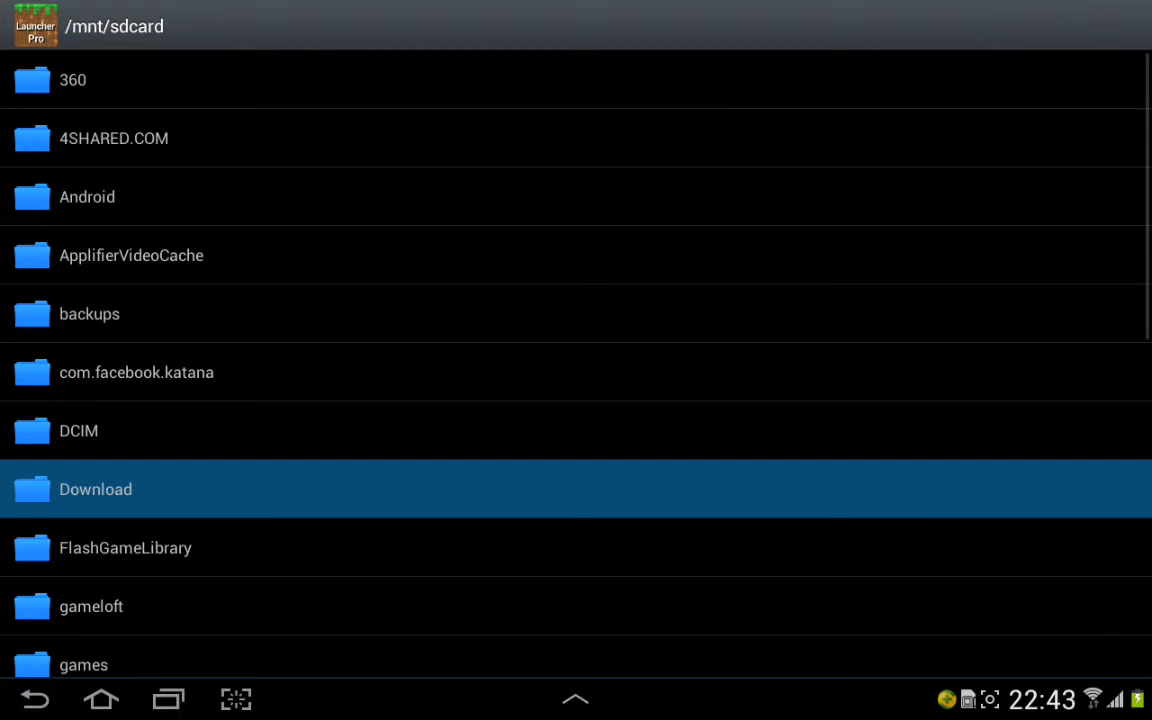 Launcher
Pro
/mnt/sdcard
360
4SHARED.COM
Android
ApplifierVideoCache
backups
com.facebook.katana
DCIM
Download
FlashGameLibrary
gameloft
games
22:43